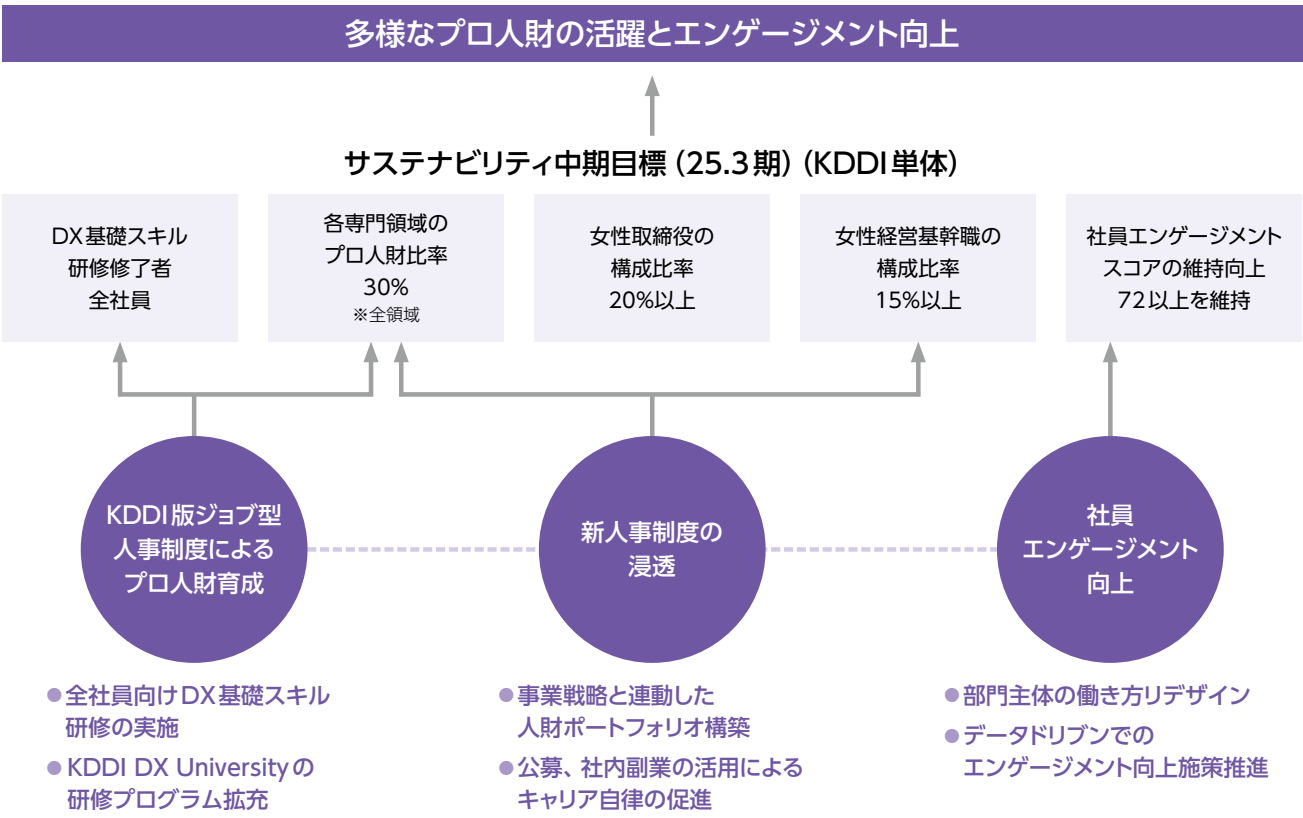 多様なプロ人財の活躍とエンゲージメント向上
サステナビリティ中期目標（25.3期）（KDDI単体）
DX基礎スキル
研修修了者
全社員
各専門領域の
プロ人財比率
30%
※全領域
女性取締役の
構成比率
20%以上
女性経営基幹職の
構成比率
15%以上
社員エンゲージメント
スコアの維持向上
72以上を維持
KDDI版ジョブ型
人事制度による
プロ人財育成
新人事制度の
浸透
社員
エンゲージメント
向上
●全社員向けDX基礎スキル
研修の実施
●KDDI DX Universityの
研修プログラム拡充
●事業戦略と連動した
人財ポートフォリオ構築
●公募、社内副業の活用による
キャリア自律の促進
●部門主体の働き方リデザイン
●データドリブンでの
エンゲージメント向上施策推進